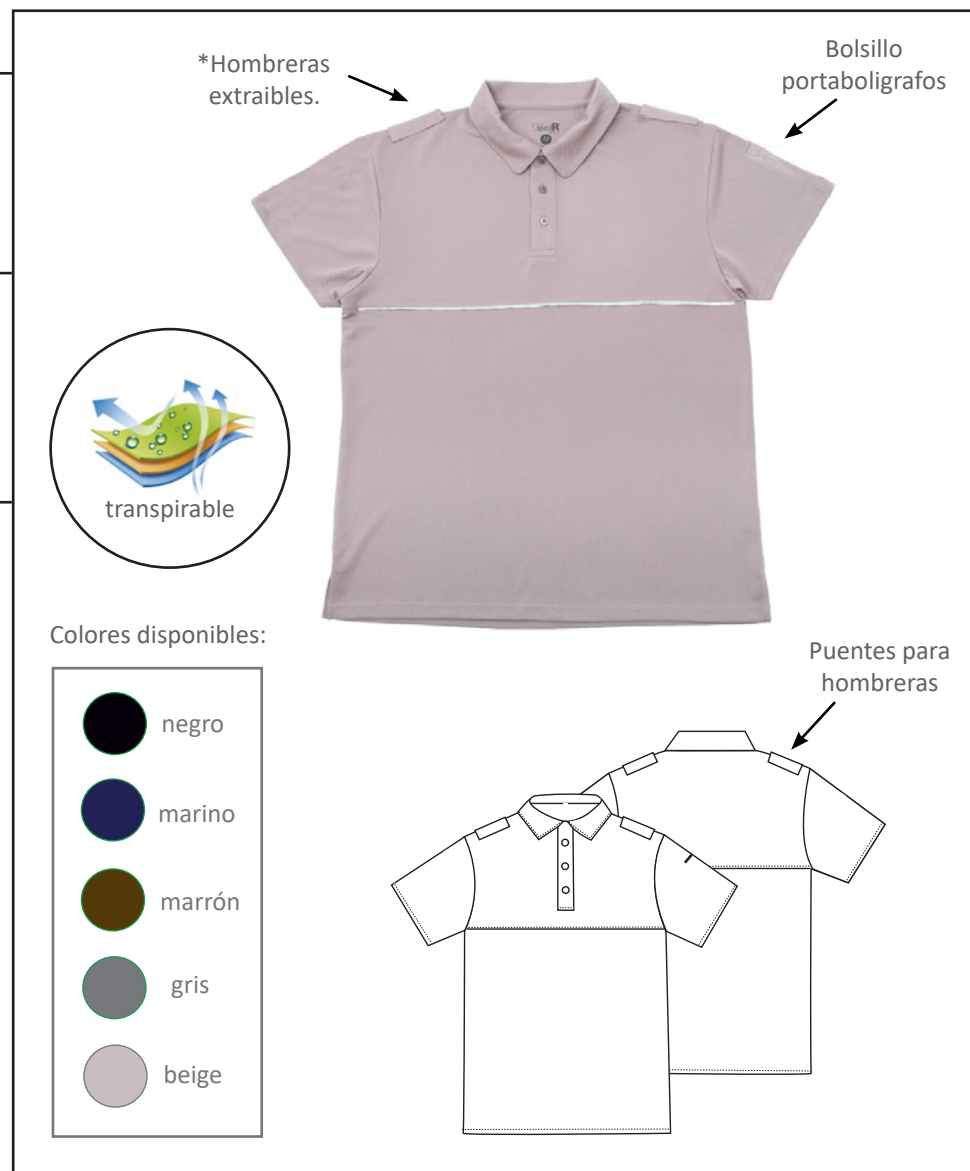 *Hombreras
extraibles.
Bolsillo
portaboligrafos
transpirable
Colores disponibles:
negro
marino
marrón
gris
beige
Puentes para
hombreras